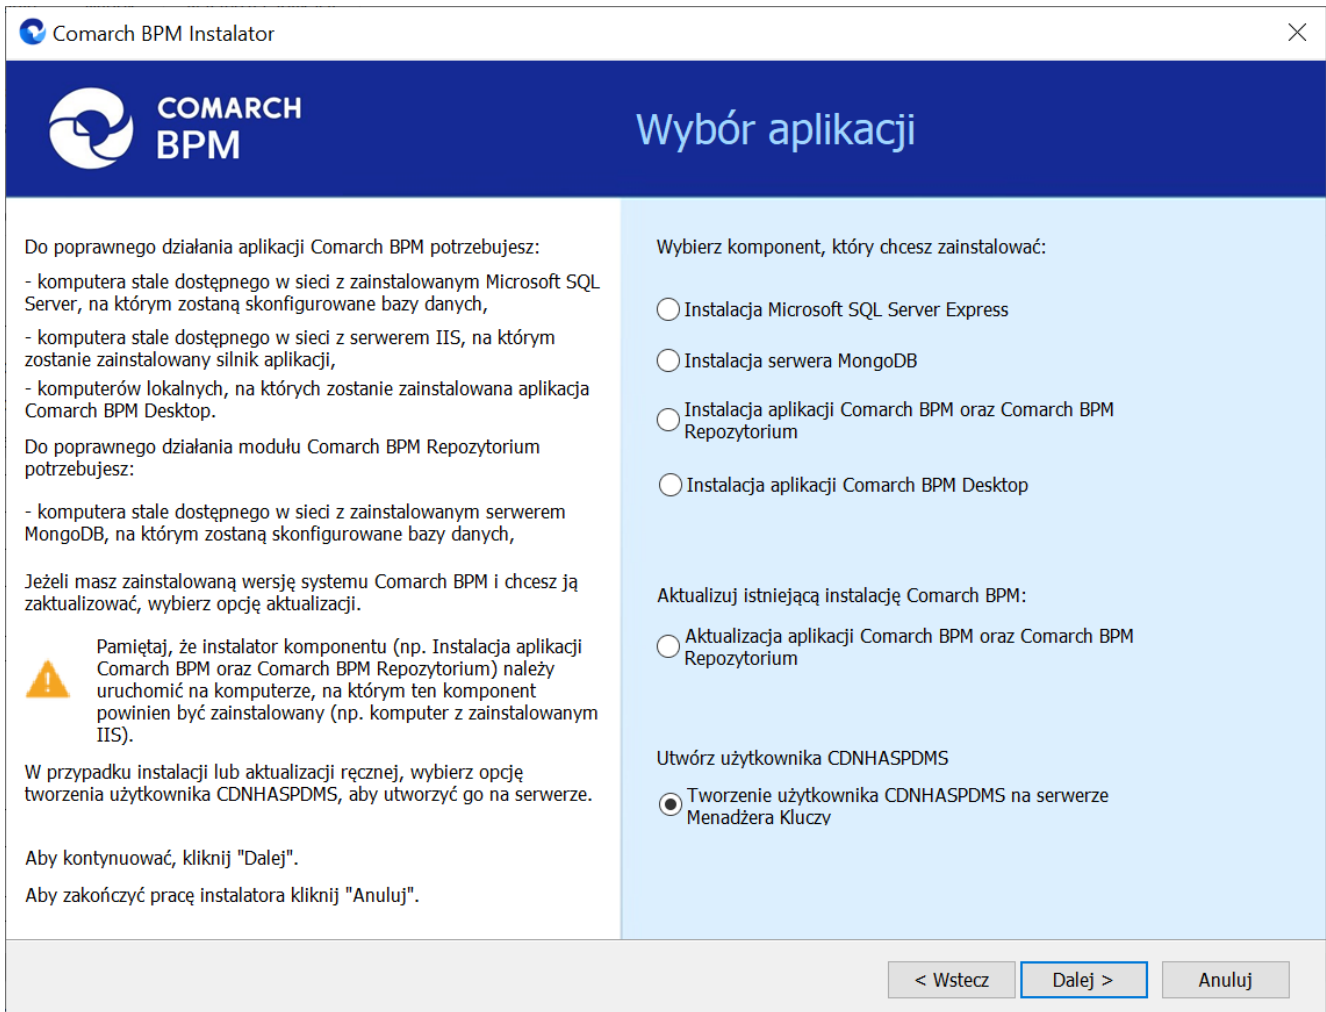 Comarch BPM Instalator
COMARCH
BPM
Wybór aplikacji
Do poprawnego działania aplikacji Comarch BPM potrzebujesz:
- komputera stale dostępnego w sieci z zainstalowanym Microsoft SQL
Server, na którym zostaną skonfigurowane bazy danych,
- komputera stale dostępnego w sieci z serwerem IIS, na którym
zostanie zainstalowany silnik aplikacji,
- komputerów lokalnych, na których zostanie zainstalowana aplikacja
Comarch BPM Desktop.
Do poprawnego działania modułu Comarch BPM Repozytorium
potrzebujesz:
- komputera stale dostępnego w sieci z zainstalowanym serwerem
MongoDB, na którym zostaną skonfigurowane bazy danych,
Jeżeli masz zainstalowaną wersję systemu Comarch BPM i chcesz ją
zaktualizować, wybierz opcję aktualizacji.
Pamiętaj, że instalator komponentu (np. Instalacja aplikacji
Comarch BPM oraz Comarch BPM Repozytorium) należy
uruchomić na komputerze, na którym ten komponent
powinien być zainstalowany (np. komputer z zainstalowanym
IIS).
W przypadku instalacji lub aktualizacji ręcznej, wybierz opcję
tworzenia użytkownika CDNHASPDMS, aby utworzyć go na serwerze.
Aby kontynuować, kliknij "Dalej".
Aby zakończyć pracę instalatora kliknij "Anuluj".
Wybierz komponent, który chcesz zainstalować:
Instalacja Microsoft SQL Server Express
Instalacja serwera MongoDB
Instalacja aplikacji Comarch BPM oraz Comarch BPM
Repozytorium
Instalacja aplikacji Comarch BPM Desktop
Aktualizuj istniejącą instalację Comarch BPM:
Aktualizacja aplikacji Comarch BPM oraz Comarch BPM
Repozytorium
Utwórz użytkownika CDNHASPDMS
Tworzenie użytkownika CDNHASPDMS na serwerze
Menadżera Kluczy
< Wstecz
Dalej >
Anuluj